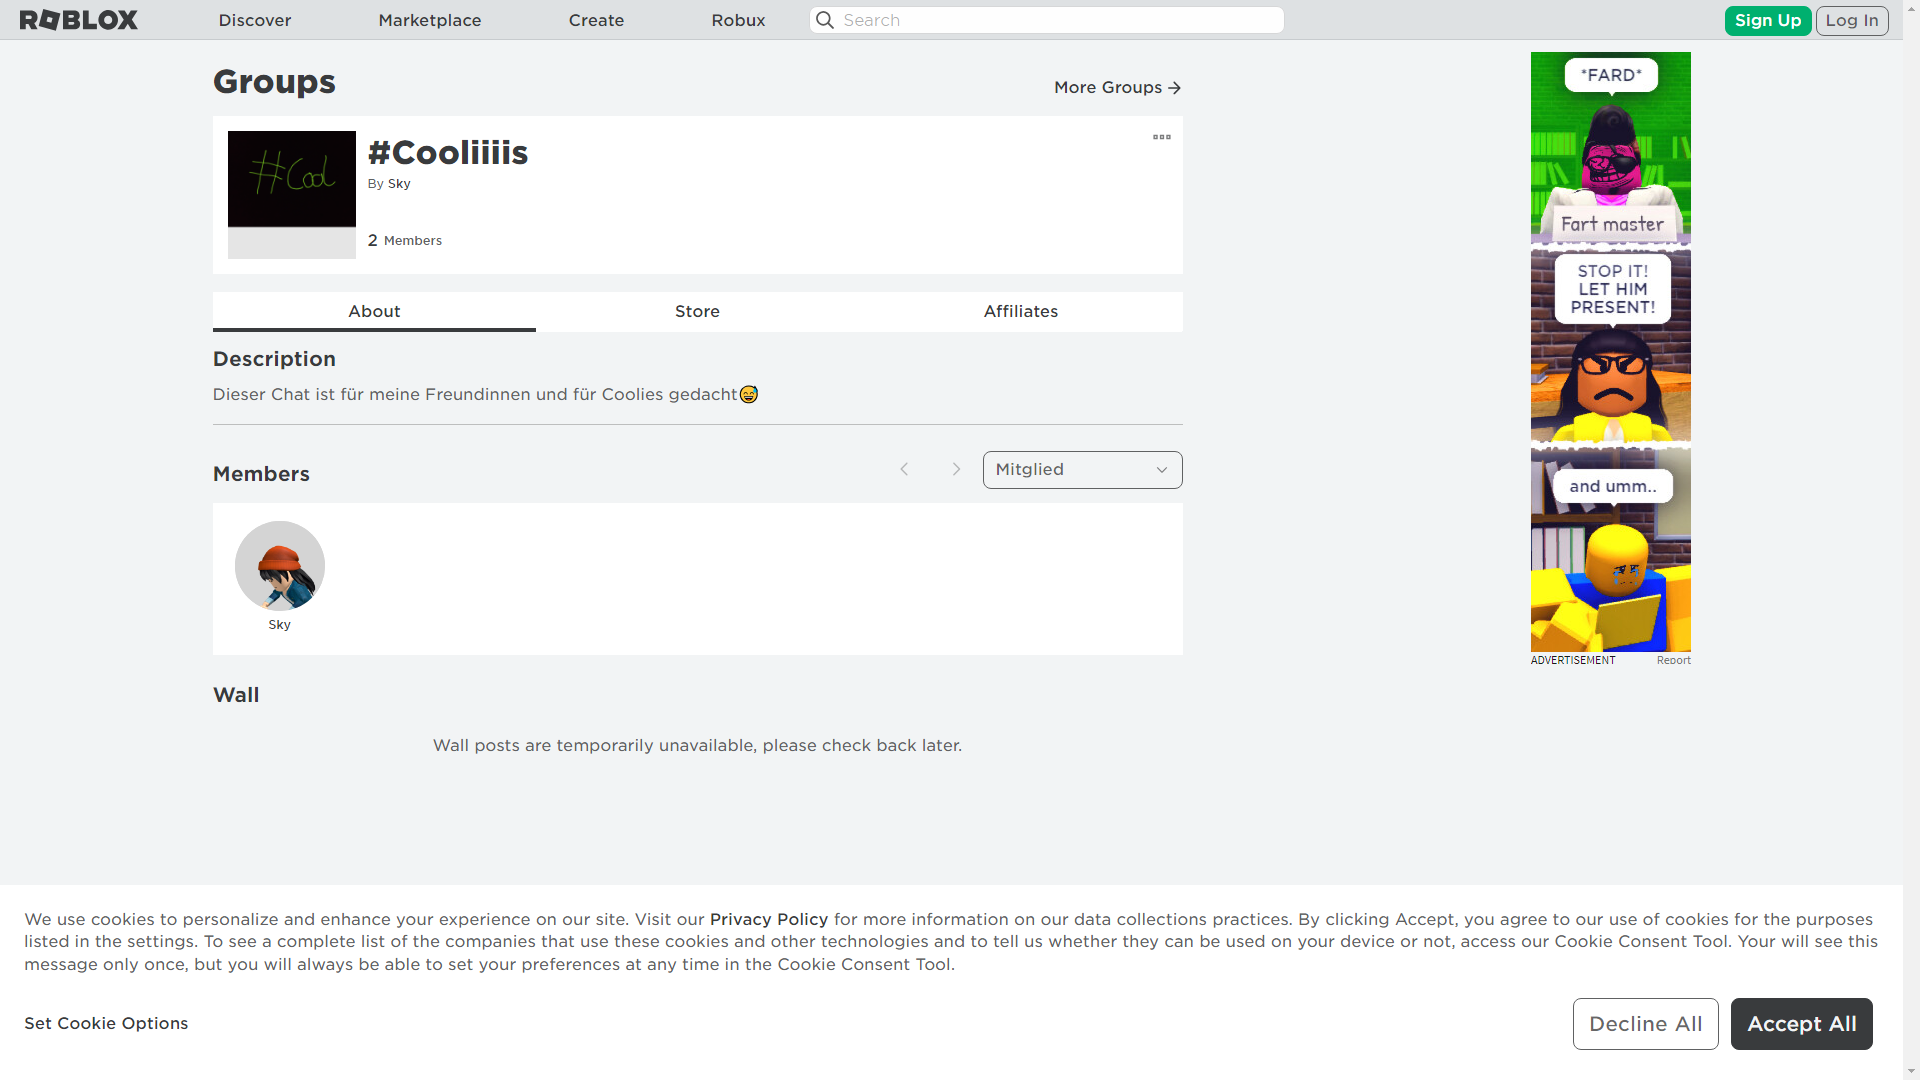 ROBLOX
Discover
Marketplace
Create
Robux
Search
Sign Up
Log In
Groups
More Groups
#Cool
#Cooliiiis
By Sky
2 Members
About
Store
Affiliates
Description
Dieser Chat ist für meine Freundinnen und für Coolies gedacht😅
Members
Mitglied
Sky
Wall
Wall posts are temporarily unavailable, please check back later.
*FARD*
Fart master
STOP IT!
LET HIM
PRESENT!
and umm..
ADVERTISEMENT
Report
We use cookies to personalize and enhance your experience on our site. Visit our Privacy Policy for more information on our data collections practices. By clicking Accept, you agree to our use of cookies for the purposes
listed in the settings. To see a complete list of the companies that use these cookies and other technologies and to tell us whether they can be used on your device or not, access our Cookie Consent Tool. Your will see this
message only once, but you will always be able to set your preferences at any time in the Cookie Consent Tool.
Set Cookie Options
Decline All
Accept All